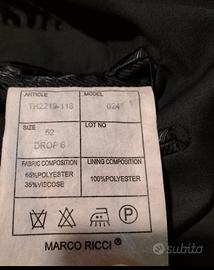 ARTICLE MODEL
TH2219-113 024
SIZE LOT NO
52
DROP 6
FABRIC COMPOSITION LINING COMPOSITION
65%POLYESTER 100%POLYESTER
35%VISCOSE
MARCO RICCI ®
subito